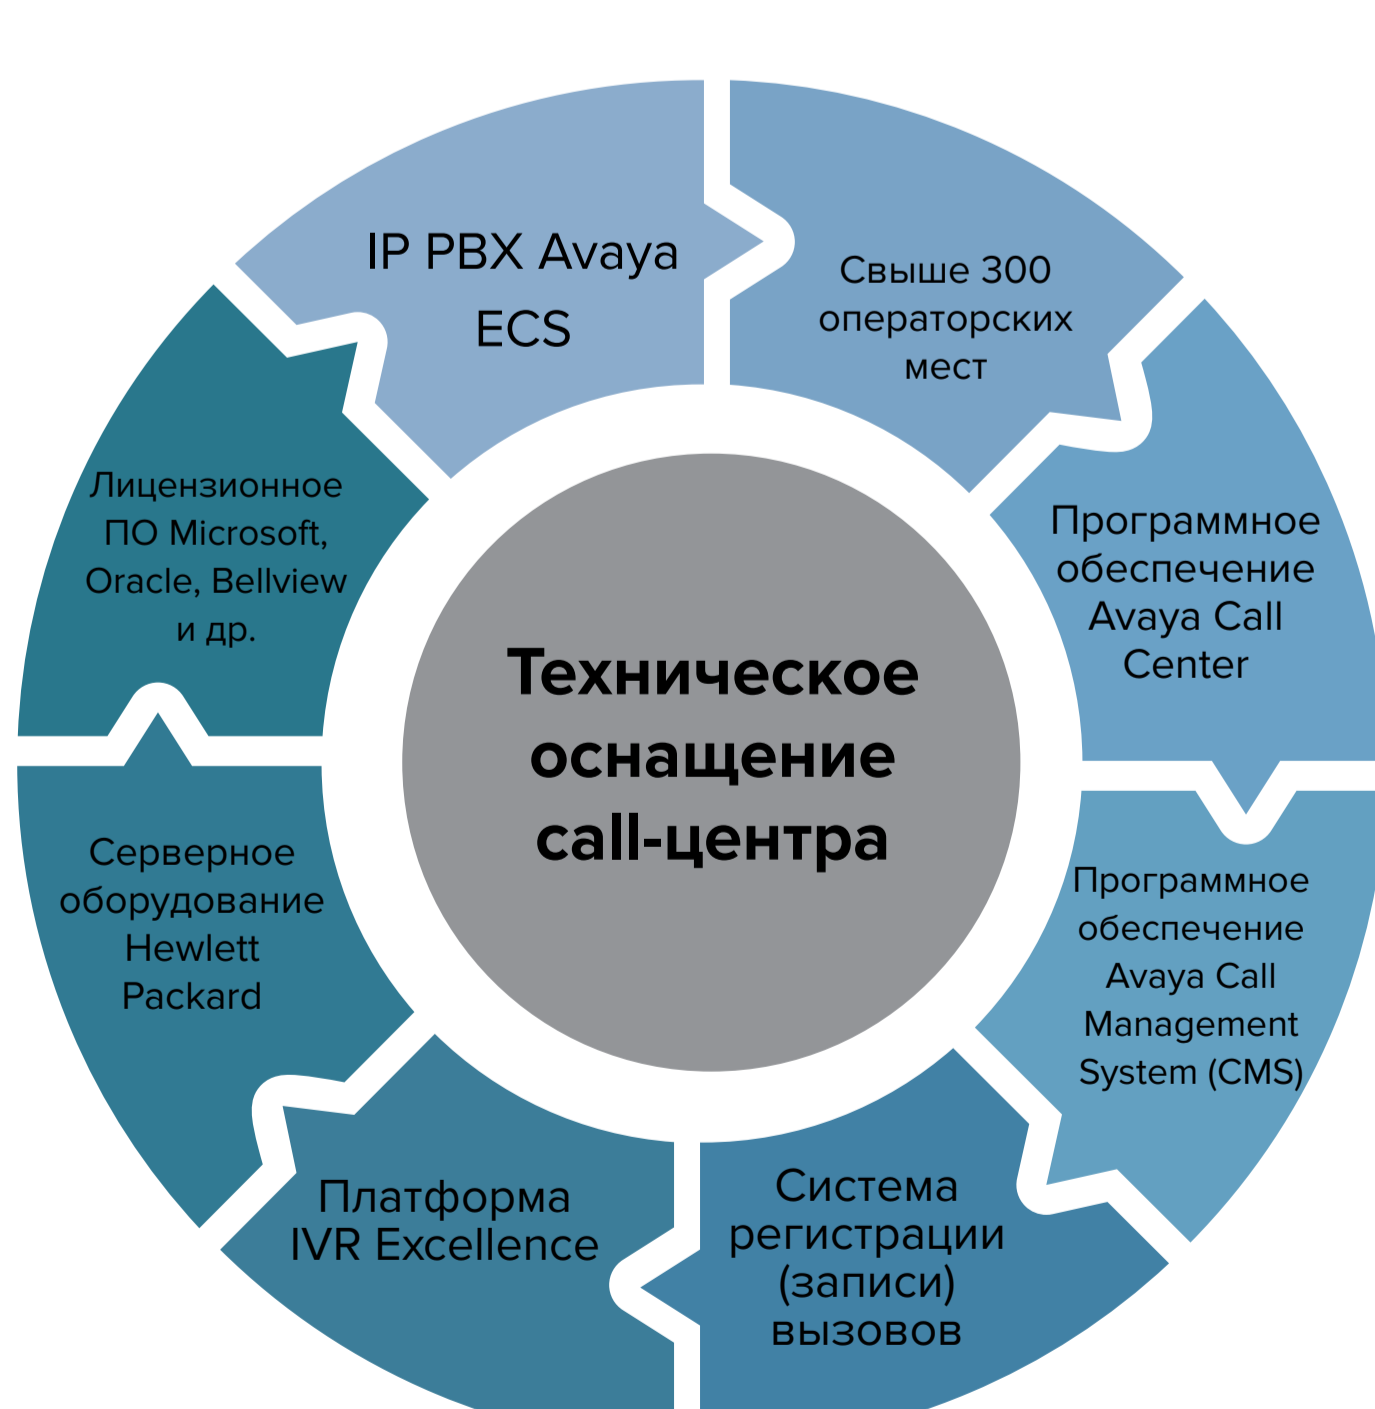 IP PBX Avaya
ECS
Свыше 300
операторских
мест
Программное
обеспечение
Avaya Call
Center
Программное
обеспечение
Avaya Call
Management
System (CMS)
Система
регистрации
(записи)
вызовов
Платформа
IVR Excellence
Серверное
оборудование
Hewlett
Packard
Лицензионное
ПО Microsoft,
Oracle, Bellview
и др.
Техническое
оснащение
call-центра